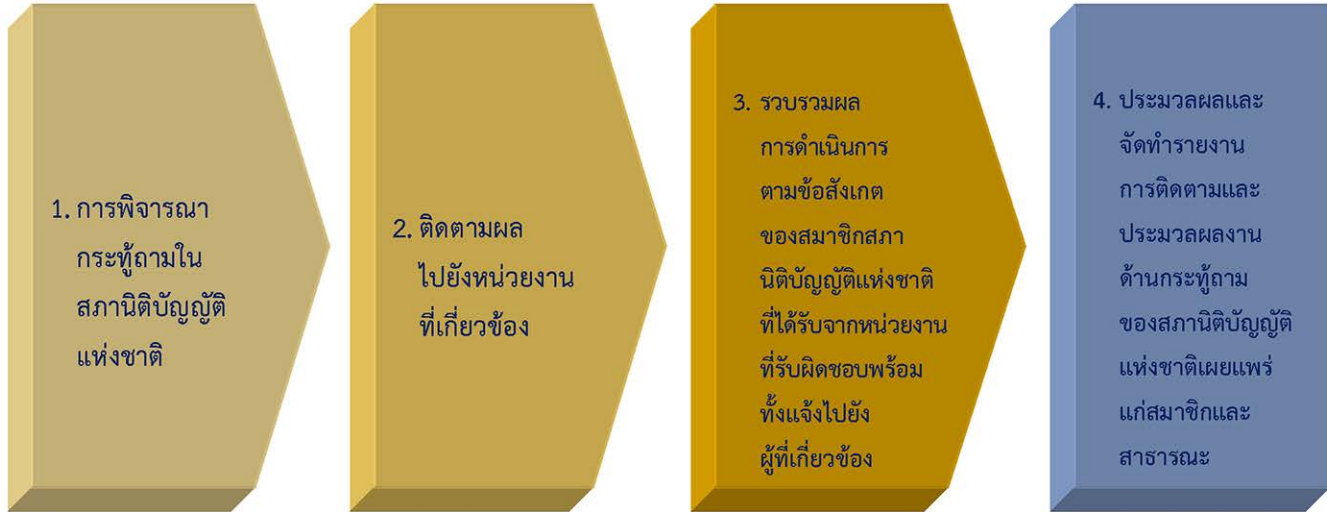 1. การพิจารณา
กระทู้ถามใน
สภานิติบัญญัติ
แห่งชาติ
2. ติดตามผล
ไปยังหน่วยงาน
ที่เกี่ยวข้อง
3. รวบรวมผล
การดำเนินการ
ตามข้อสังเกต
ของสมาชิกสภา
นิติบัญญัติแห่งชาติ
ที่ได้รับจากหน่วยงาน
ที่รับผิดชอบพร้อม
ทั้งแจ้งไปยัง
ผู้ที่เกี่ยวข้อง
4. ประมวลผลและ
จัดทำรายงาน
การติดตามและ
ประมวลผลงาน
ด้านกระทู้ถาม
ของสภานิติบัญญัติ
แห่งชาติเผยแพร่
แก่สมาชิกและ
สาธารณะ